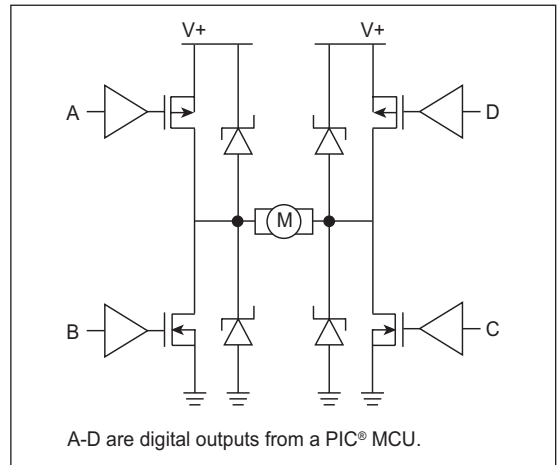 V+ V+
A D
M
B C
A-D are digital outputs from a PIC® MCU.